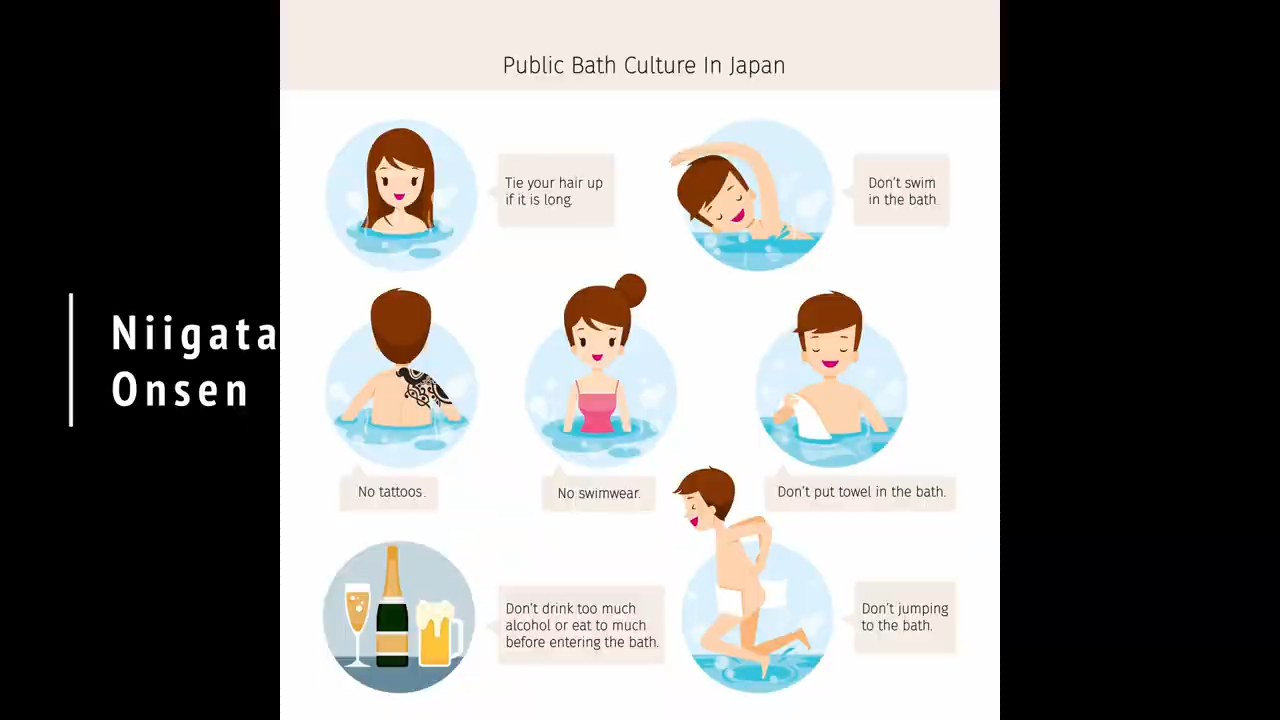 Public Bath Culture In Japan
Tie your hair up
if it is long.
Don't swim
in the bath.
Niigata
Onsen
No tattoos.
No swimwear.
Don't put towel in the bath.
Don't drink too much
alcohol or eat to much
before entering the bath.
Don't jumping
to the bath.